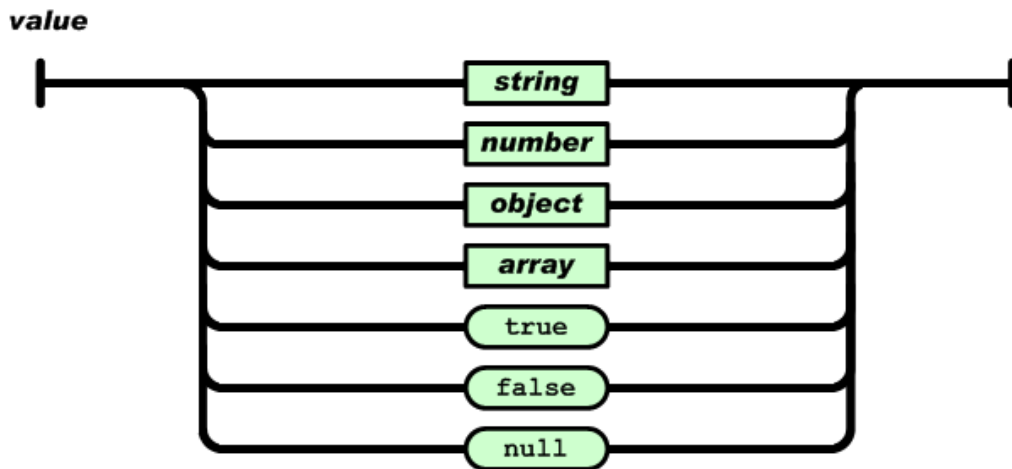 value
string
number
object
array
true
false
null